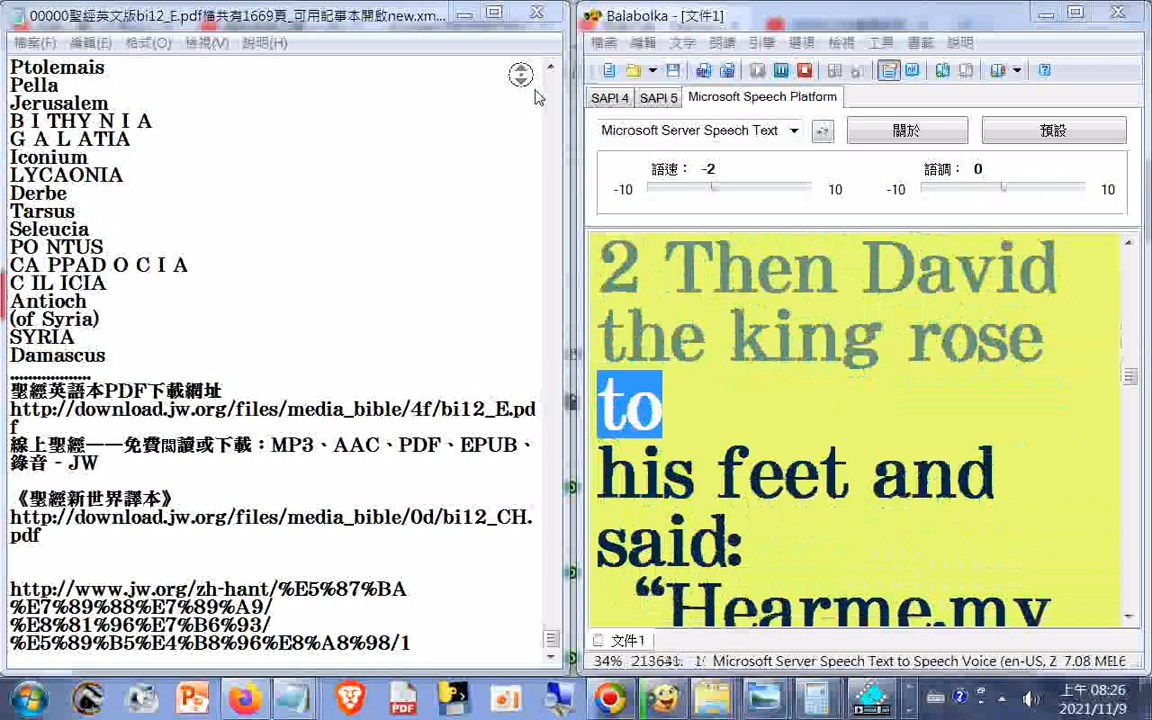 00000聖經英文版bi12_E.pdf檔共有1669頁_可用記事本開啟new.xm...
檔案(F) 編輯(E) 格式(O) 檢視(V) 說明(H)
Ptolemais
Pella
Jerusalem
B I THY N I A
G A L ATIA
Iconium
LYCAONIA
Derbe
Tarsus
Seleucia
PO NTUS
CA PPAD O C I A
C IL ICIA
Antioch
(of Syria)
SYRIA
Damascus
..................
聖經英語本PDF下載網址
http://download.jw.org/files/media_bible/4f/bi12_E.pd
f
線上聖經——免費閱讀或下載：MP3、AAC、PDF、EPUB、
錄音 - JW
《聖經新世界譯本》
http://download.jw.org/files/media_bible/0d/bi12_CH.
pdf
http://www.jw.org/zh-hant/%E5%87%BA
%E7%89%88%E7%89%A9/
%E8%81%96%E7%B6%93/
%E5%89%B5%E4%B8%96%E8%A8%98/1
Balabolka - [文件1]
檔案 編輯 文字 朗讀 引擎 選項 檢視 工具 書籤 說明
SAPI 4 SAPI 5 Microsoft Speech Platform
Microsoft Server Speech Text 關於 預設
語速： -2 語調： 0
-10 10 -10 10
2 Then David
the king rose
to
his feet and
said:
“Hearme,my
文件1
34% 213641. Microsoft Server Speech Text to Speech Voice (en-US, Z 7.08 ME
上午 08:26
2021/11/9